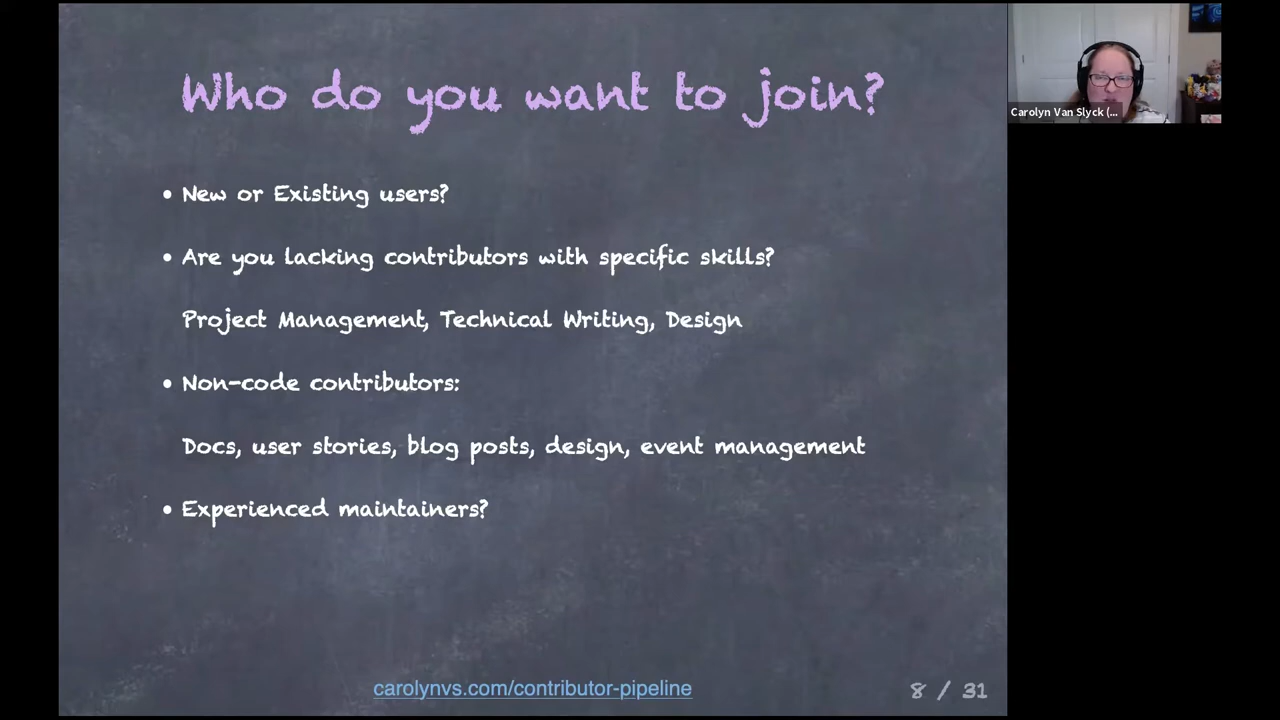 Who do you want to join?
• New or Existing users?
• Are you lacking contributors with specific skills?
Project Management, Technical Writing, Design
• Non-code contributors:
Docs, user stories, blog posts, design, event management
• Experienced maintainers?
carolynvs.com/contributor-pipeline
8 / 31
Carolyn Van Slyck (...